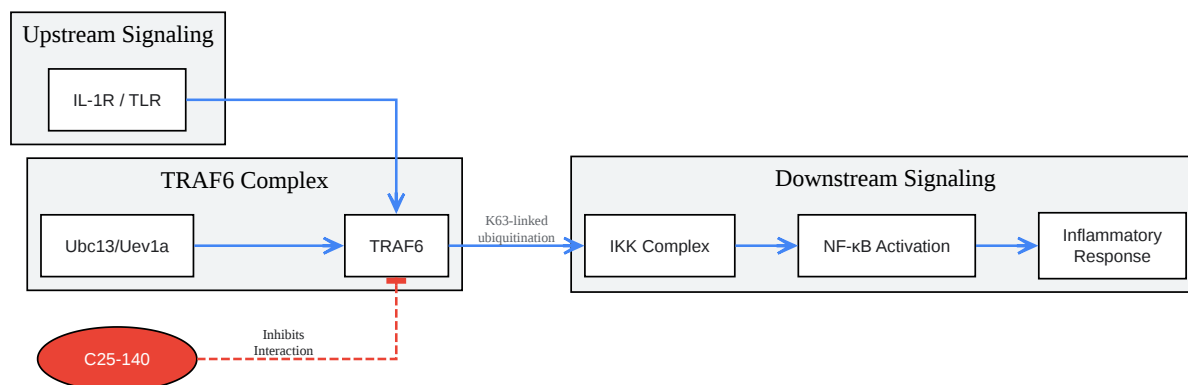 Upstream Signaling
IL-1R / TLR
TRAF6 Complex
Ubc13/Uev1a
TRAF6
K63-linked
ubiquitination
Downstream Signaling
IKK Complex
NF-κB Activation
Inflammatory
Response
C25-140
Inhibits
Interaction